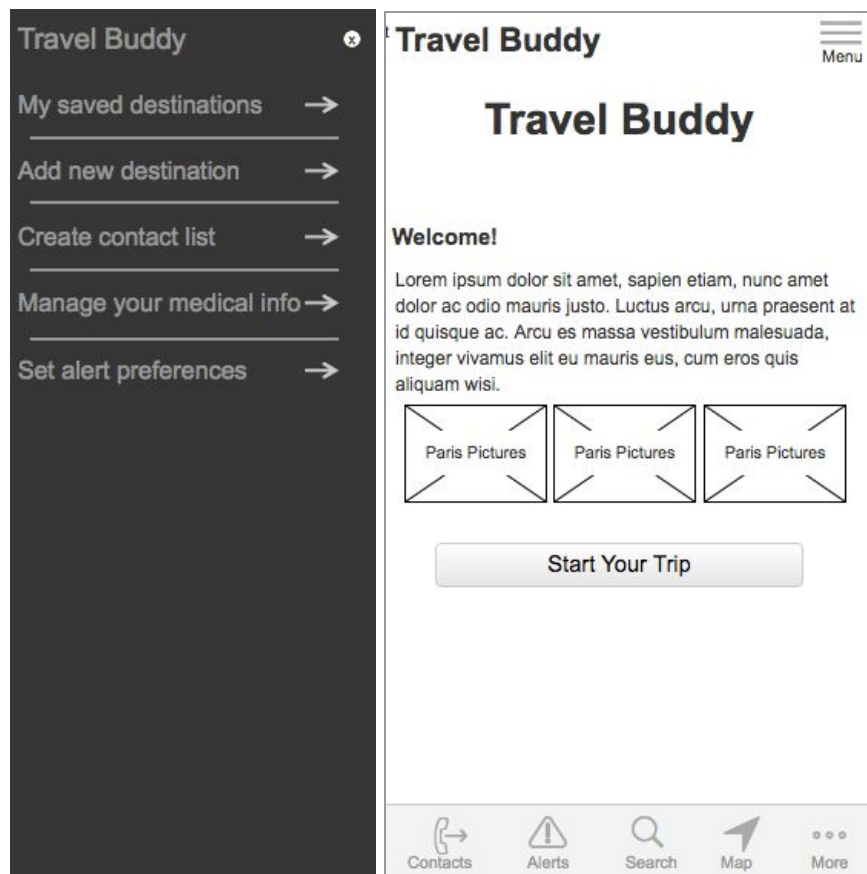 Travel Buddy
x
My saved destinations
Add new destination
Create contact list
Manage your medical info
Set alert preferences
t
Travel Buddy
Menu
Travel Buddy
Welcome!
Lorem ipsum dolor sit amet, sapien etiam, nunc amet
dolor ac odio mauris justo. Luctus arcu, urna praesent at
id quisque ac. Arcu es massa vestibulum malesuada,
integer vivamus elit eu mauris eus, cum eros quis
aliquam wisi.
Paris Pictures Paris Pictures Paris Pictures
Start Your Trip
Contacts Alerts Search Map More